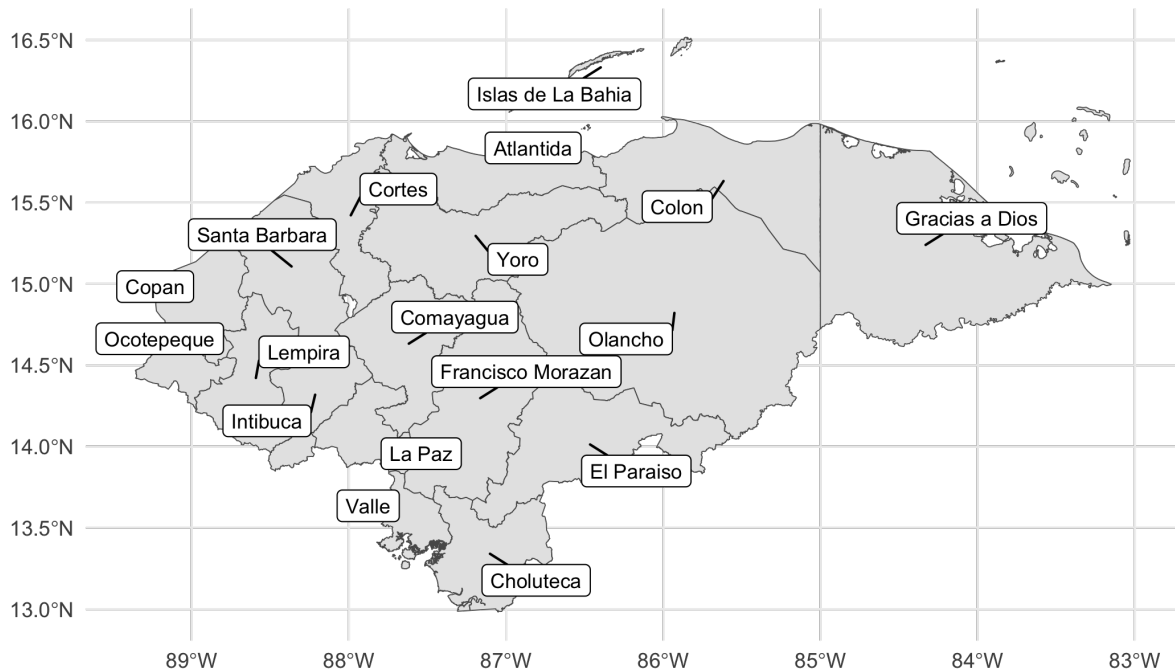 16.5°N
Islas de La Bahia
16.0°N
Atlantida
Cortes
15.5°N
Colon
Gracias a Dios
Santa Barbara
Yoro
15.0°N
Copan
Comayagua
Ocotepeque
Olancho
Lempira
14.5°N
Francisco Morazan
Intibuca
14.0°N
La Paz
El Paraiso
Valle
13.5°N
Choluteca
13.0°N
89°W 88°W 87°W 86°W 85°W 84°W 83°W